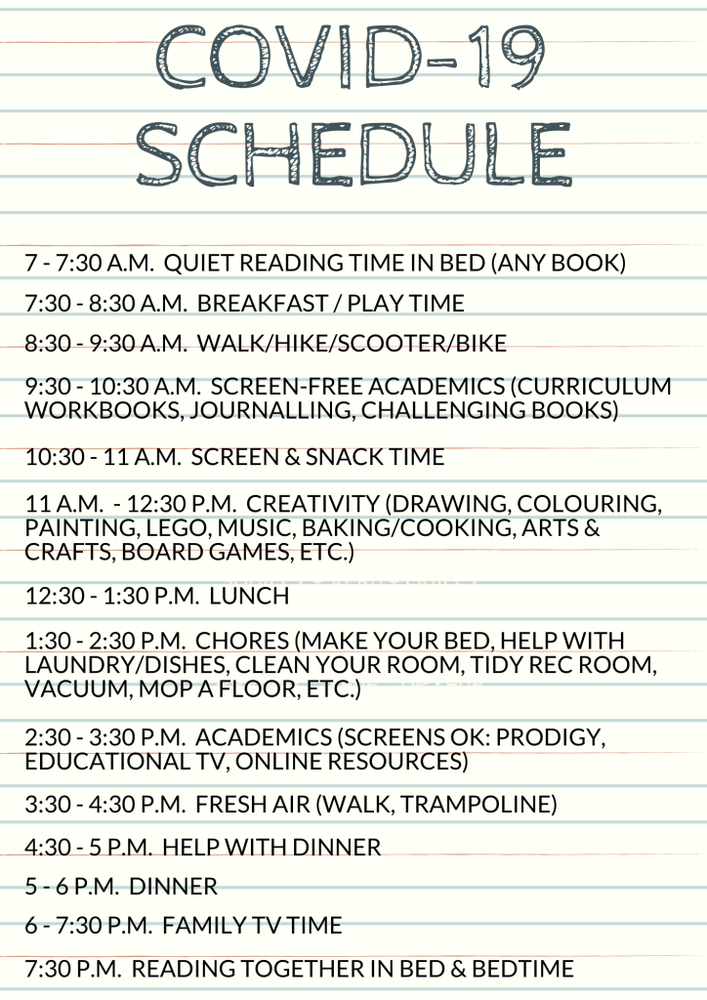 COVID-19
SCHEDULE
7 - 7:30 A.M. QUIET READING TIME IN BED (ANY BOOK)
7:30 - 8:30 A.M. BREAKFAST / PLAY TIME
8:30 - 9:30 A.M. WALK/HIKE/SCOOTER/BIKE
9:30 - 10:30 A.M. SCREEN-FREE ACADEMICS (CURRICULUM
WORKBOOKS, JOURNALLING, CHALLENGING BOOKS)
10:30 - 11 A.M. SCREEN & SNACK TIME
11 A.M. - 12:30 P.M. CREATIVITY (DRAWING, COLOURING,
PAINTING, LEGO, MUSIC, BAKING/COOKING, ARTS &
CRAFTS, BOARD GAMES, ETC.)
12:30 - 1:30 P.M. LUNCH
1:30 - 2:30 P.M. CHORES (MAKE YOUR BED, HELP WITH
LAUNDRY/DISHES, CLEAN YOUR ROOM, TIDY REC ROOM,
VACUUM, MOP A FLOOR, ETC.)
2:30 - 3:30 P.M. ACADEMICS (SCREENS OK: PRODIGY,
EDUCATIONAL TV, ONLINE RESOURCES)
3:30 - 4:30 P.M. FRESH AIR (WALK, TRAMPOLINE)
4:30 - 5 P.M. HELP WITH DINNER
5 - 6 P.M. DINNER
6 - 7:30 P.M. FAMILY TV TIME
7:30 P.M. READING TOGETHER IN BED & BEDTIME